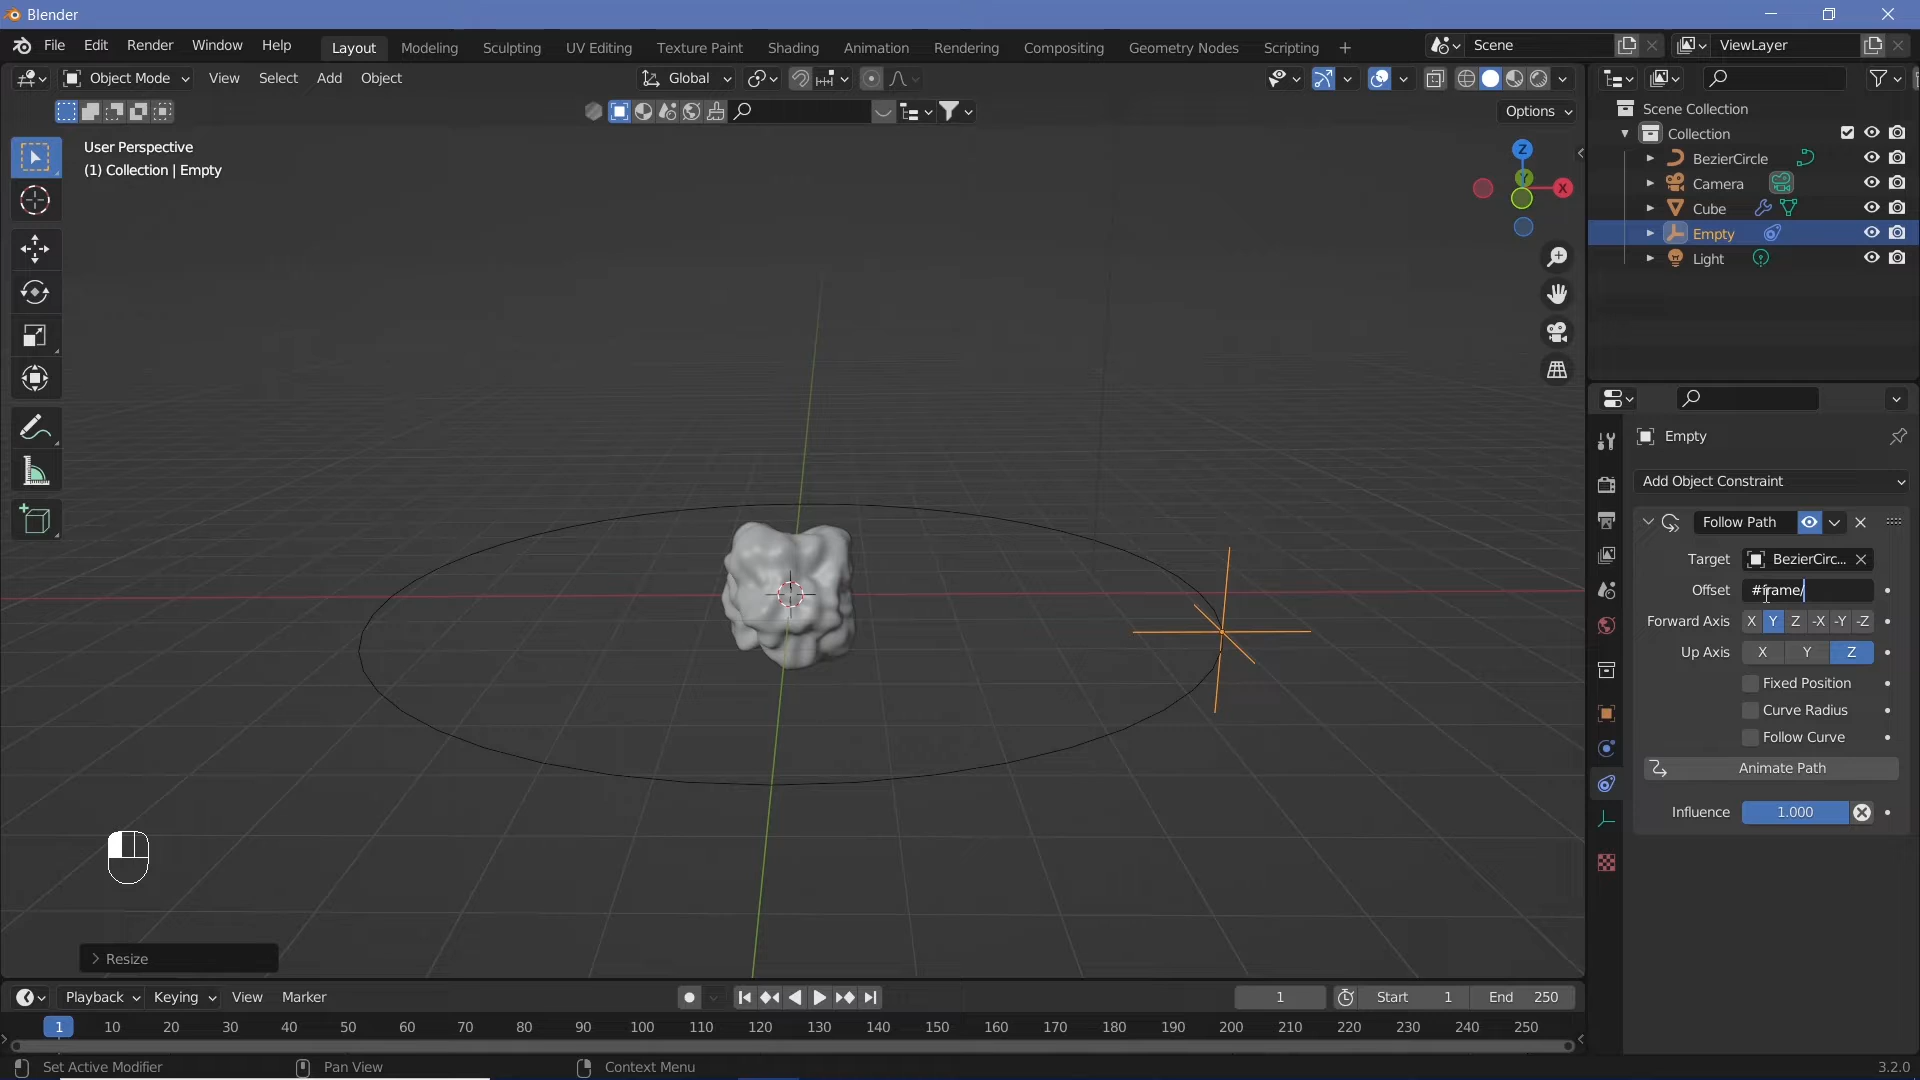 Blender
File Edit Render Window Help
Layout Modeling Sculpting UV Editing Texture Paint Shading Animation Rendering Compositing Geometry Nodes Scripting +
Scene
ViewLayer
Object Mode View Select Add Object
Global
Options
User Perspective
(1) Collection | Empty
Z
Y
X
Scene Collection
Collection
BezierCircle
Camera
Cube
Empty
Light
Empty
Add Object Constraint
Follow Path
Target BezierCirc...
Offset #frame/
Forward Axis X Y Z -X -Y -Z
Up Axis X Y Z
Fixed Position
Curve Radius
Follow Curve
Animate Path
Influence 1.000
Resize
Playback Keying View Marker
1 Start 1 End 250
1 10 20 30 40 50 60 70 80 90 100 110 120 130 140 150 160 170 180 190 200 210 220 230 240 250
Set Active Modifier Pan View Context Menu 3.2.0